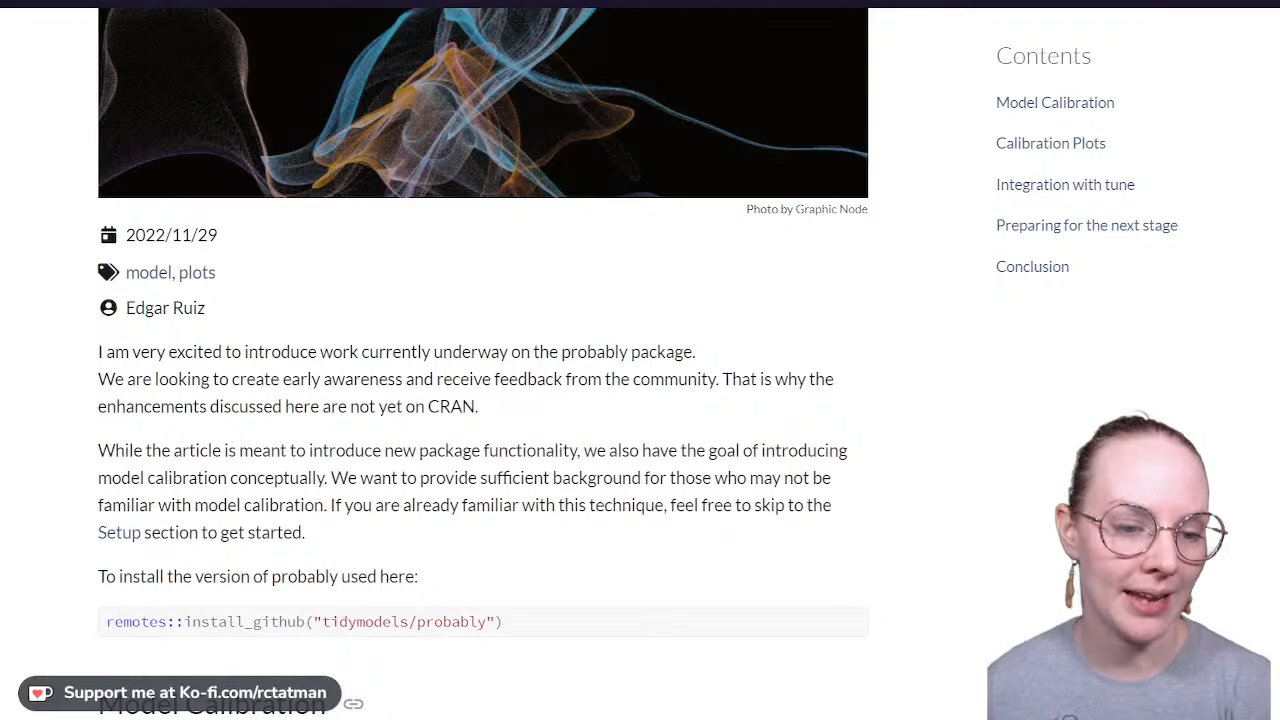 Photo by Graphic Node
2022/11/29
model, plots
Edgar Ruiz
I am very excited to introduce work currently underway on the probably package.
We are looking to create early awareness and receive feedback from the community. That is why the
enhancements discussed here are not yet on CRAN.
While the article is meant to introduce new package functionality, we also have the goal of introducing
model calibration conceptually. We want to provide sufficient background for those who may not be
familiar with model calibration. If you are already familiar with this technique, feel free to skip to the
Setup section to get started.
To install the version of probably used here:
remotes::install_github("tidymodels/probably")
Model Calibration
Support me at Ko-fi.com/rctatman
Contents
Model Calibration
Calibration Plots
Integration with tune
Preparing for the next stage
Conclusion